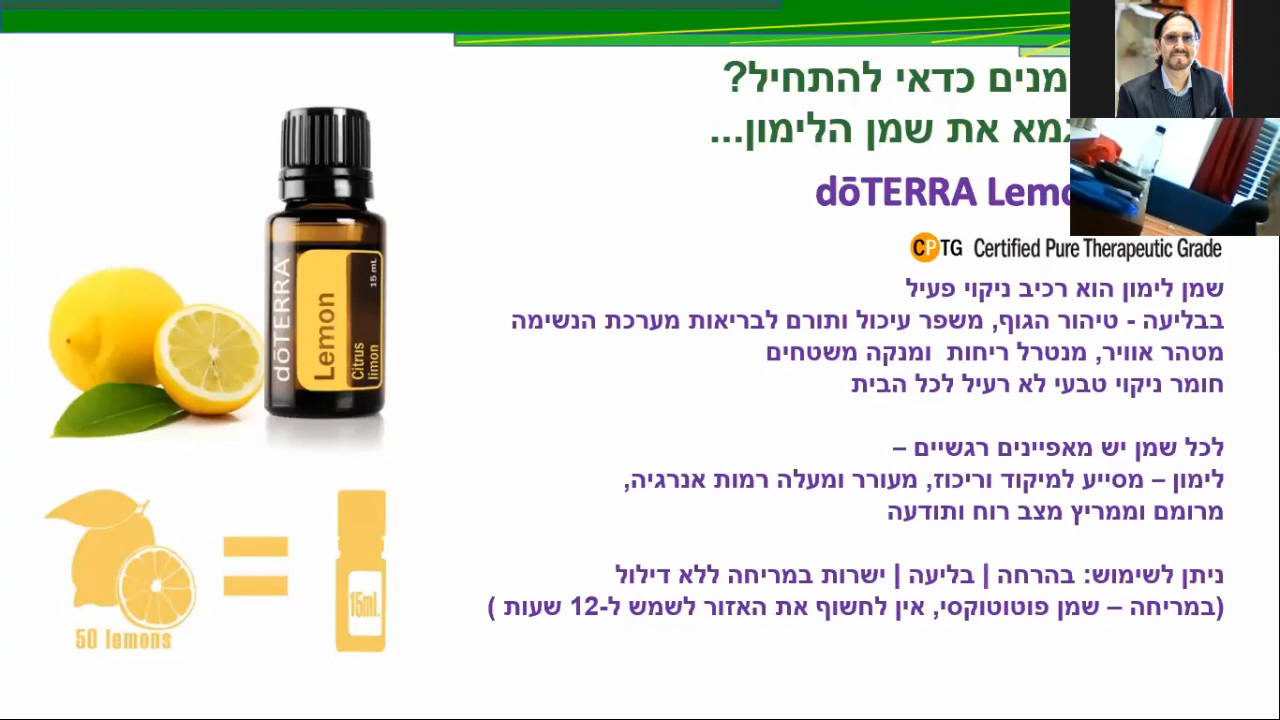 כדאי להתחיל?
את שמן הלימון...
dōTERRA
CPTG Certified Pure Therapeutic Grade
שמן לימון הוא רכיב ניקוי פעיל
בבליעה - טיהור הגוף, משפר עיכול ותורם לבריאות מערכת הנשימה
מטהר אוויר, מנטרל ריחות ומנקה משטחים
חומר ניקוי טבעי לא רעיל לכל הבית
לכל שמן יש מאפיינים רגשיים –
לימון – מסייע למיקוד וריכוז, מעורר ומעלה רמות אנרגיה,
מרומם וממריץ מצב רוח ותודעה
ניתן לשימוש: בהרחה | בליעה | ישרות במריחה ללא דילול
(במריחה – שמן פוטוטוקסי, אין לחשוף את האזור לשמש ל-12 שעות )
dōTERRA
Lemon
Citrus
limon
15 mL
50 lemons
=
15ml.